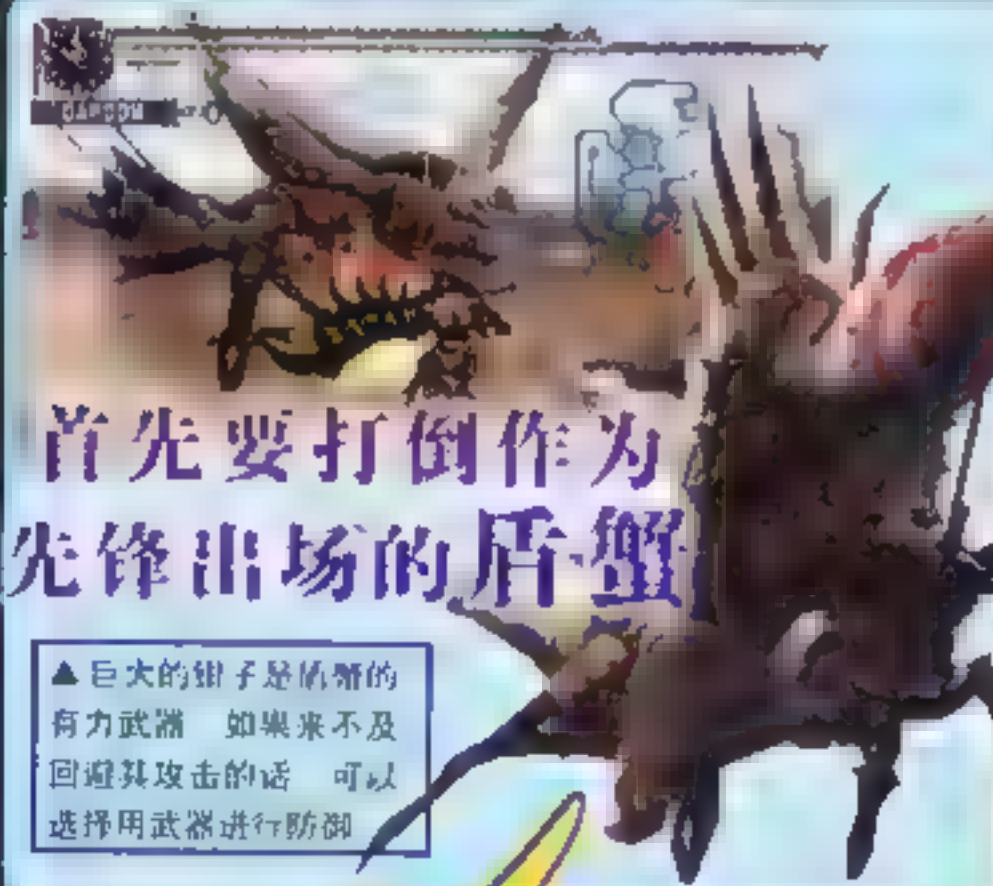 首先要打倒作为
先锋出场的盾蟹
▲巨大的钳子是盾蟹的
有力武器 如果来不及
回避其攻击的话 可以
选择用武器进行防御